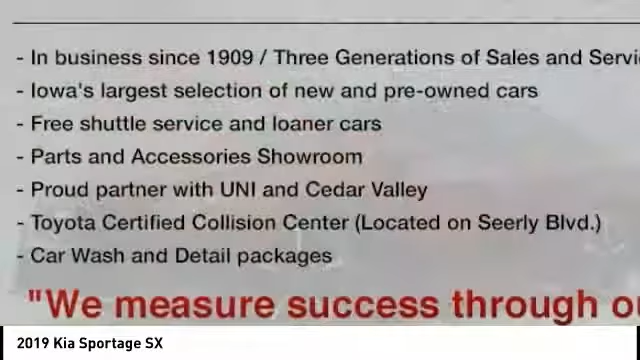 - In business since 1909 / Three Generations of Sales and
- Iowa's largest selection of new and pre-owned cars
- Free shuttle service and loaner cars
- Parts and Accessories Showroom
- Proud partner with UNI and Cedar Valley
- Toyota Certified Collision Center (Located on Seerly Blvd.)
- Car Wash and Detail packages
"We measure success through
2019 Kia Sportage SX